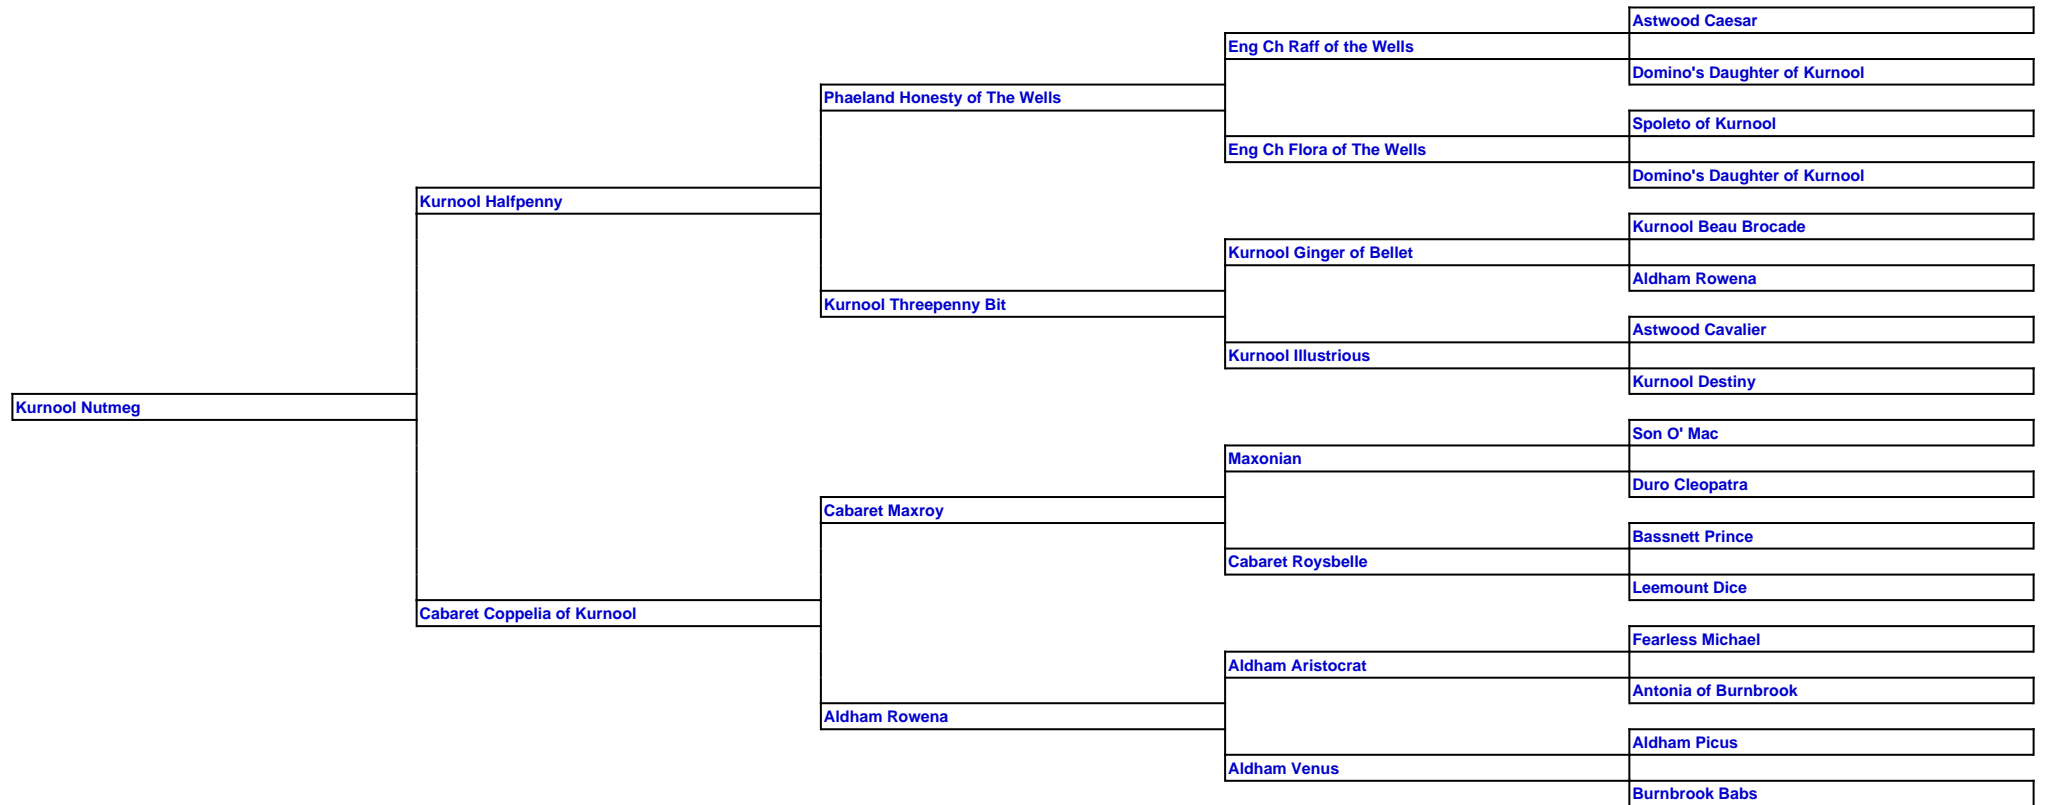 Astwood Caesar
Eng Ch Raff of the Wells
Domino's Daughter of Kurnool
Phaeland Honesty of The Wells
Spoleto of Kurnool
Eng Ch Flora of The Wells
Domino's Daughter of Kurnool
Kurnool Halfpenny
Kurnool Beau Brocade
Kurnool Ginger of Bellet
Aldham Rowena
Kurnool Threepenny Bit
Astwood Cavalier
Kurnool Illustrious
Kurnool Destiny
Kurnool Nutmeg
Son O' Mac
Maxonian
Duro Cleopatra
Cabaret Maxroy
Bassnett Prince
Cabaret Roysbelle
Leemount Dice
Cabaret Coppelia of Kurnool
Fearless Michael
Aldham Aristocrat
Antonia of Burnbrook
Aldham Rowena
Aldham Picus
Aldham Venus
Burnbrook Babs